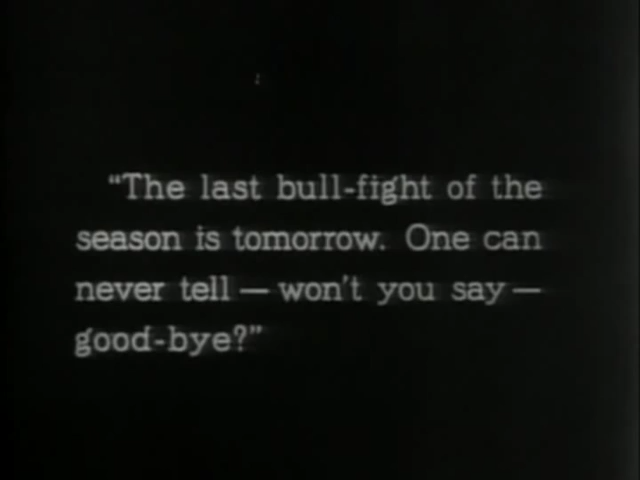 “The last bull-fight of the
season is tomorrow. One can
never tell — won't you say —
good-bye?”